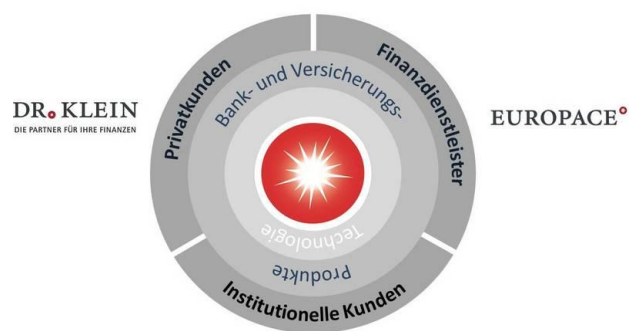 DR. KLEIN
DIE PARTNER FÜR IHRE FINANZEN
Privatkunden
Finanzdienstleister
Bank- und Versicherungs-
Technologie
Produkte
Institutionelle Kunden
EUROPACE